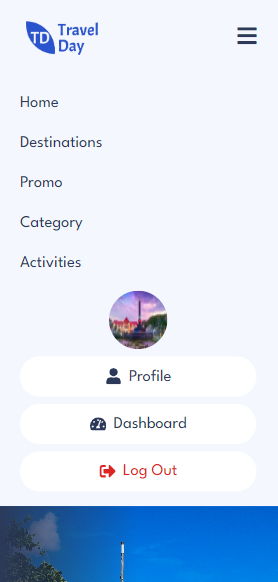 TD Travel
Day
Home
Destinations
Promo
Category
Activities
Profile
Dashboard
Log Out